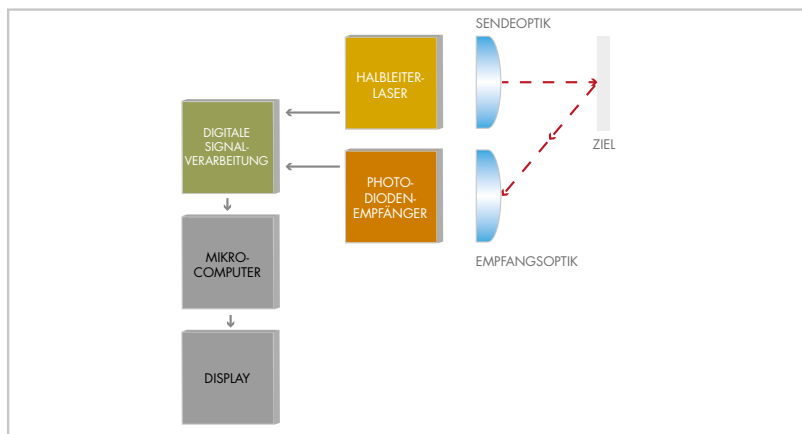 SENDEOPTIK
HALBLEITER-
LASER
DIGITALE
SIGNAL-
VERARBEITUNG
ZIEL
PHOTO-
DIODEN-
EMPFÄNGER
EMPFANGSOPTIK
MIKRO-
COMPUTER
DISPLAY